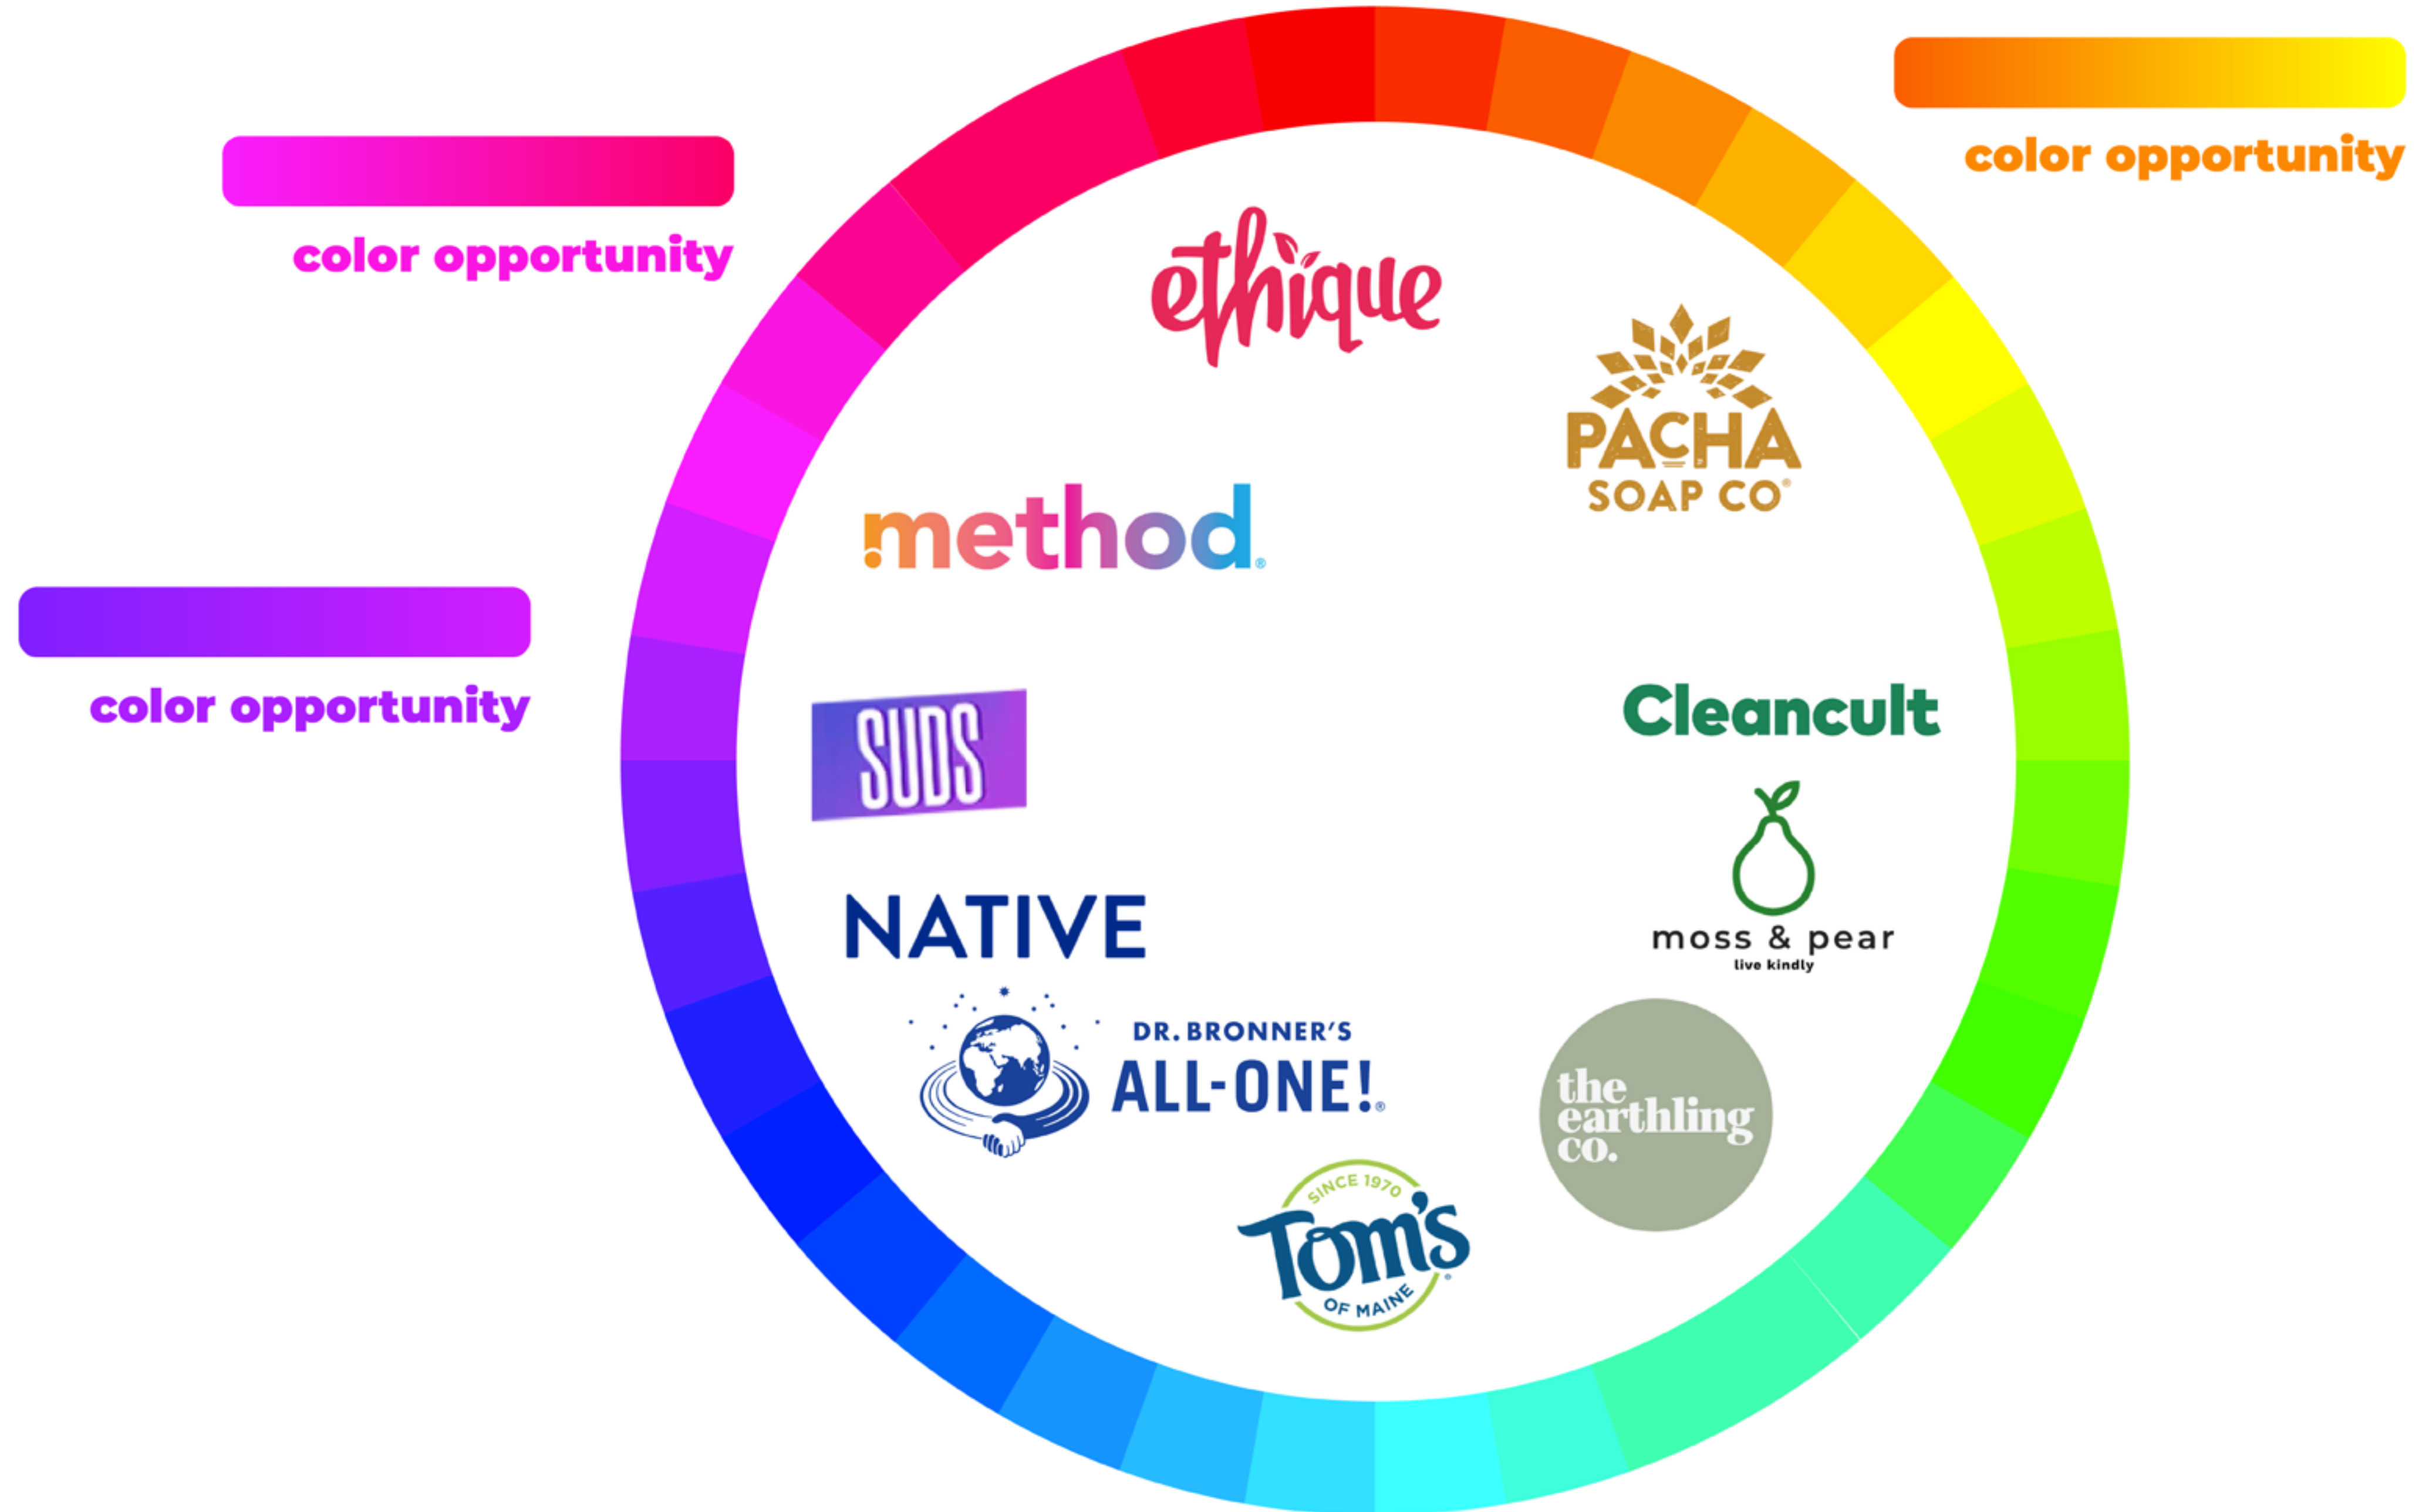 color opportunity
color opportunity
ethique
PACHA
SOAP CO®
method®
color opportunity
SUDS
Cleancult
NATIVE
moss & pear
live kindly
DR. BRONNER'S
ALL-ONE!®
the
earthling
co.
SINCE 1970
TOM'S®
OF MAINE